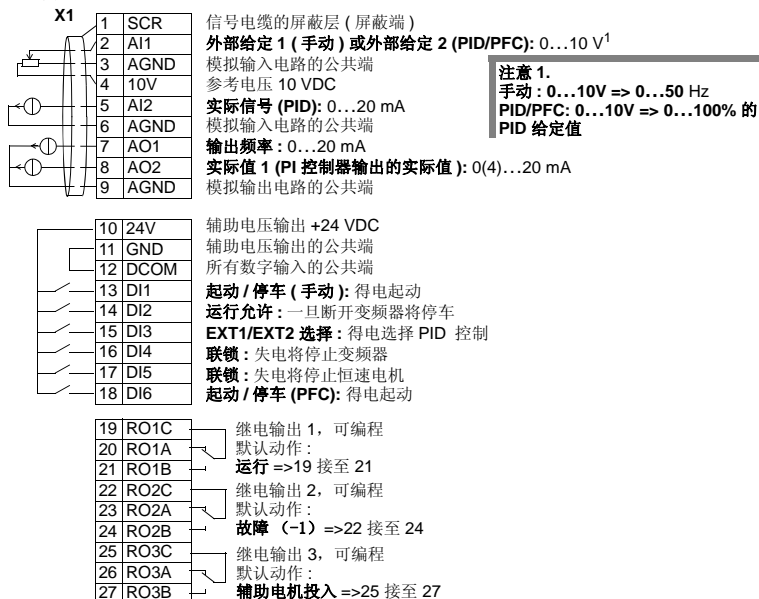 X1
1 SCR 信号电缆的屏蔽层 ( 屏蔽端 )
2 AI1 外部给定 1 ( 手动 ) 或外部给定 2 (PID/PFC): 0…10 V1
3 AGND 模拟输入电路的公共端
4 10V 参考电压 10 VDC
5 AI2 实际信号 (PID): 0…20 mA
6 AGND 模拟输入电路的公共端
7 AO1 输出频率 : 0…20 mA
8 AO2 实际值 1 (PI 控制器输出的实际值 ): 0(4)…20 mA
9 AGND 模拟输出电路的公共端
注意 1.
手动 : 0…10V => 0…50 Hz
PID/PFC: 0…10V => 0…100% 的
PID 给定值
10 24V 辅助电压输出 +24 VDC
11 GND 辅助电压输出的公共端
12 DCOM 所有数字输入的公共端
13 DI1 起动 / 停车 ( 手动 ): 得电起动
14 DI2 运行允许 : 一旦断开变频器将停车
15 DI3 EXT1/EXT2 选择 : 得电选择 PID 控制
16 DI4 联锁 : 失电将停止变频器
17 DI5 联锁 : 失电将停止恒速电机
18 DI6 起动 / 停车 (PFC): 得电起动
19 RO1C 继电输出 1，可编程
20 RO1A 默认动作 :
21 RO1B 运行 =>19 接至 21
22 RO2C 继电输出 2，可编程
23 RO2A 默认动作 :
24 RO2B 故障 （-1）=>22 接至 24
25 RO3C 继电输出 3，可编程
26 RO3A 默认动作 :
27 RO3B 辅助电机投入 =>25 接至 27